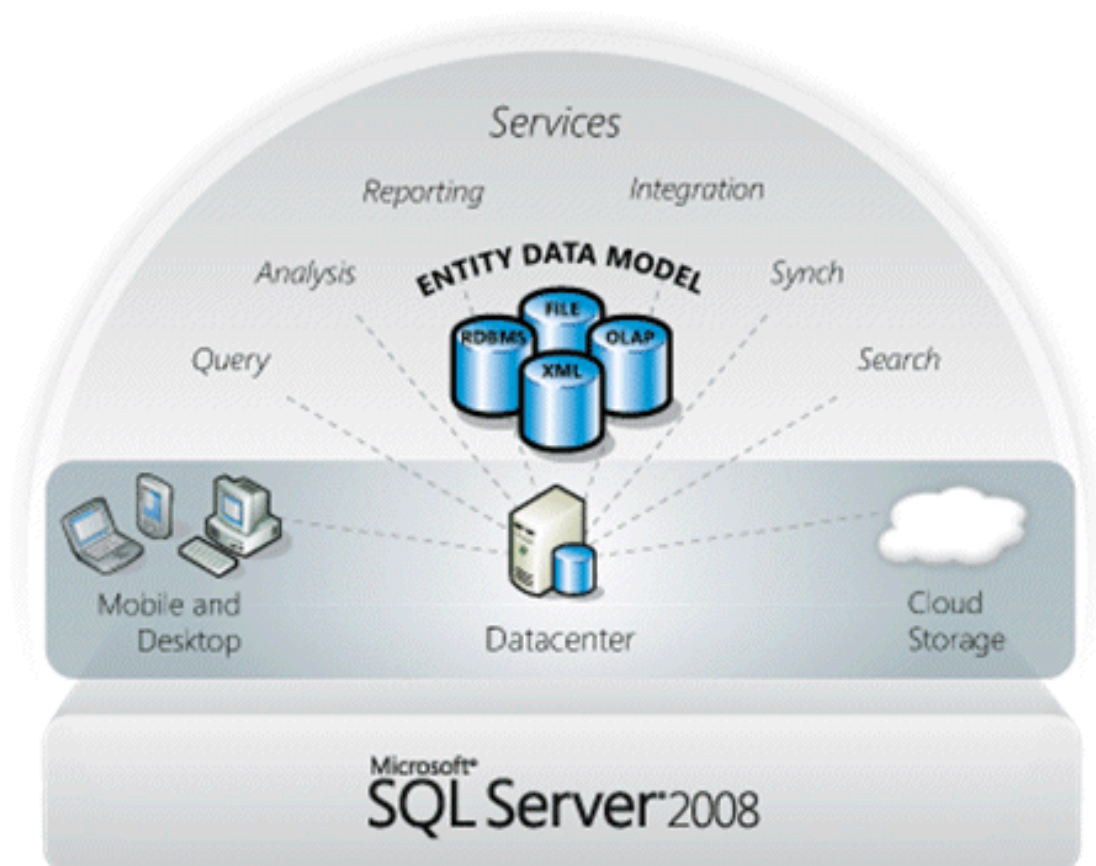 Services
Reporting
Integration
Analysis
ENTITY DATA MODEL
Synch
FILE
RDBMS
OLAP
XML
Query
Search
Mobile and
Desktop
Datacenter
Cloud
Storage
Microsoft®
SQL Server® 2008